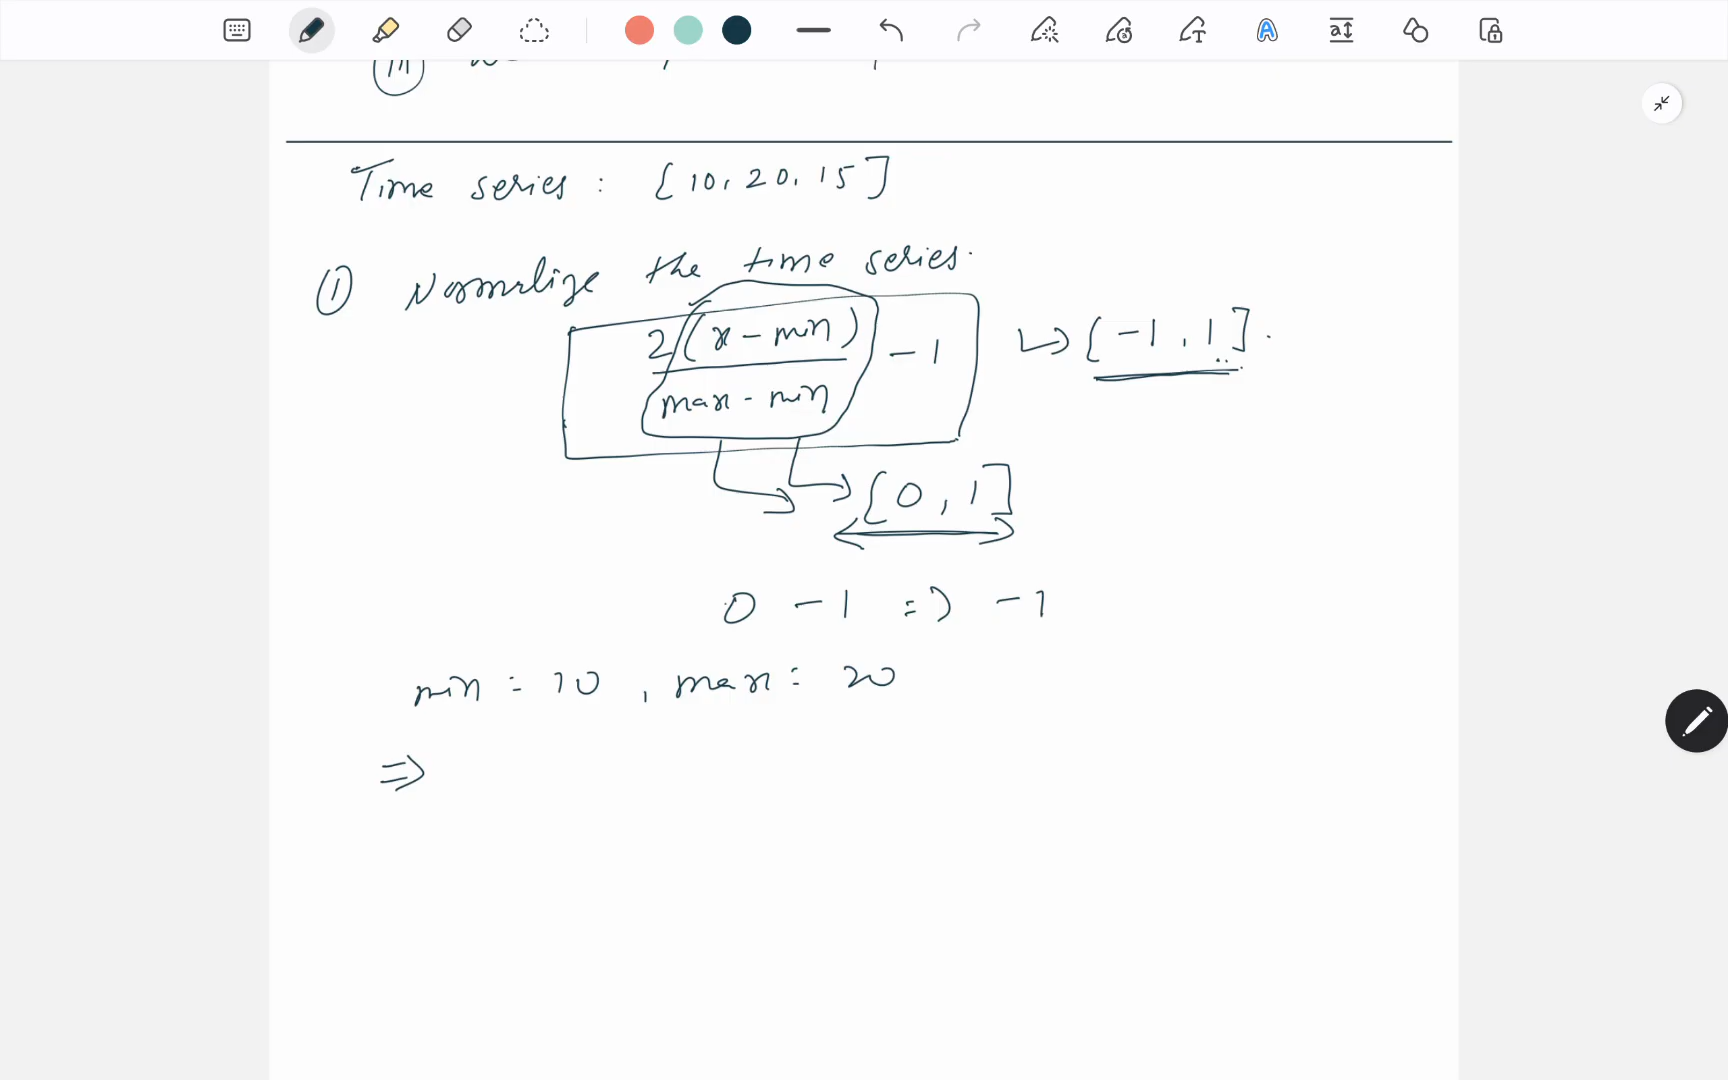 Time series : [10, 20, 15]
① Normalize the time series.
2(x - min)
max - min
- 1
↳ [-1, 1].
[0, 1]
0 - 1 => -1
min = 10 , max = 20
⇒